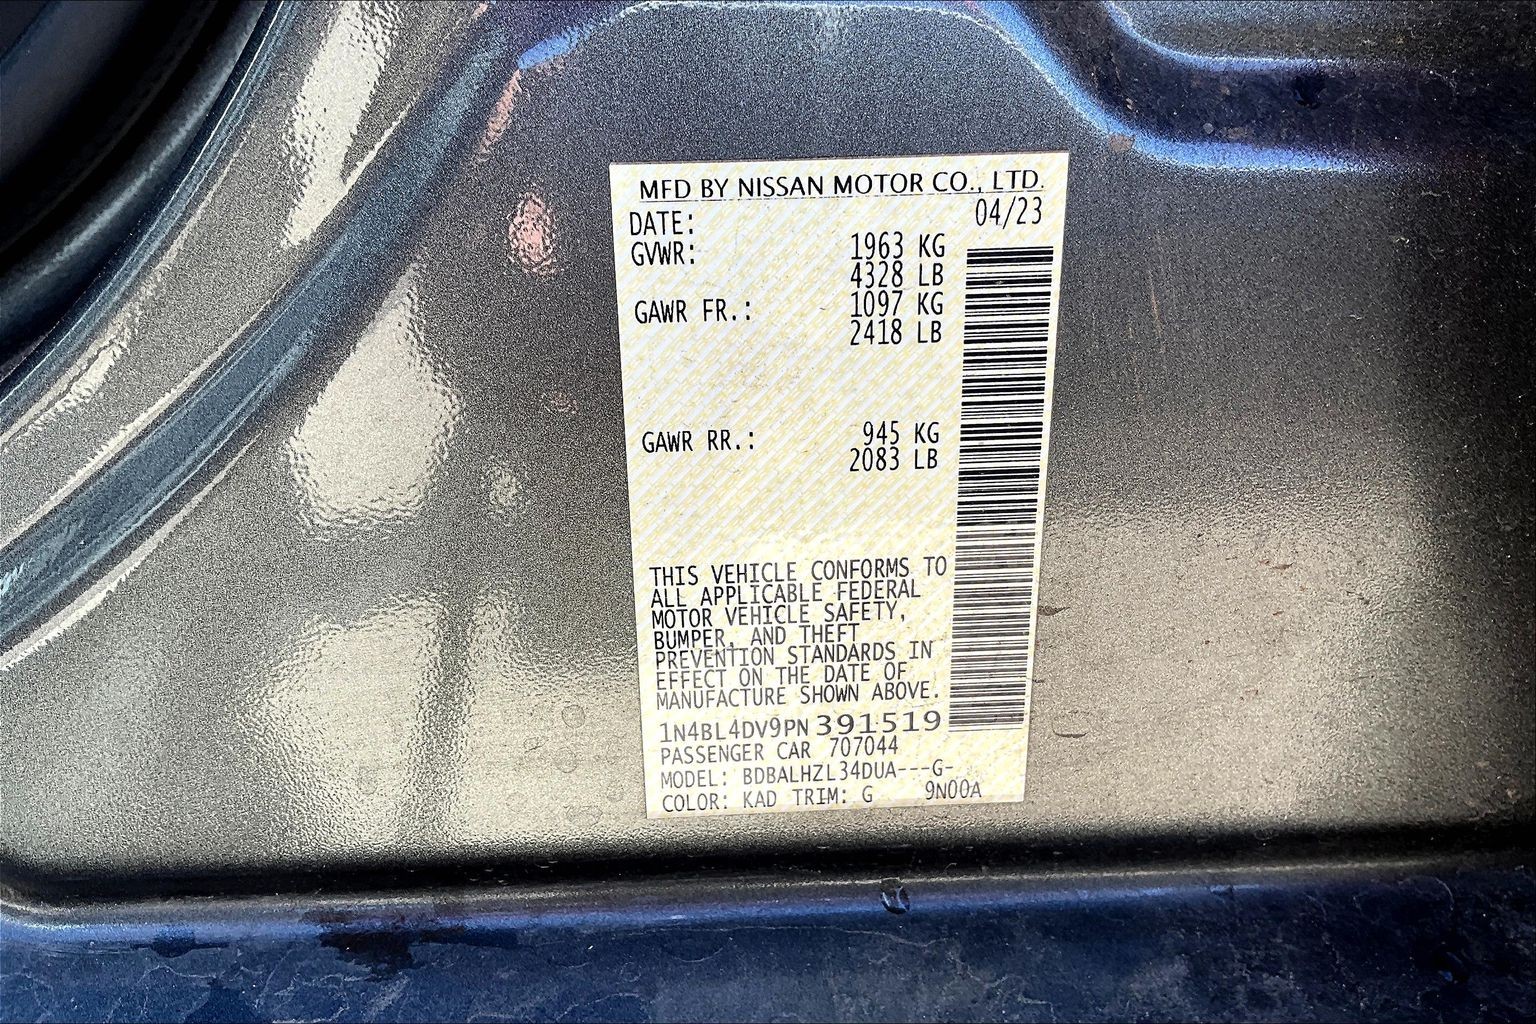 MFD BY NISSAN MOTOR CO., LTD.
DATE: 04/23
GVWR: 1963 KG
4328 LB
GAWR FR.: 1097 KG
2418 LB
GAWR RR.: 945 KG
2083 LB
THIS VEHICLE CONFORMS TO
ALL APPLICABLE FEDERAL
MOTOR VEHICLE SAFETY,
BUMPER, AND THEFT
PREVENTION STANDARDS IN
EFFECT ON THE DATE OF
MANUFACTURE SHOWN ABOVE.
1N4BL4DV9PN391519
PASSENGER CAR 707044
MODEL: BDBALHZL34DUA---G-
COLOR: KAD TRIM: G 9N00A